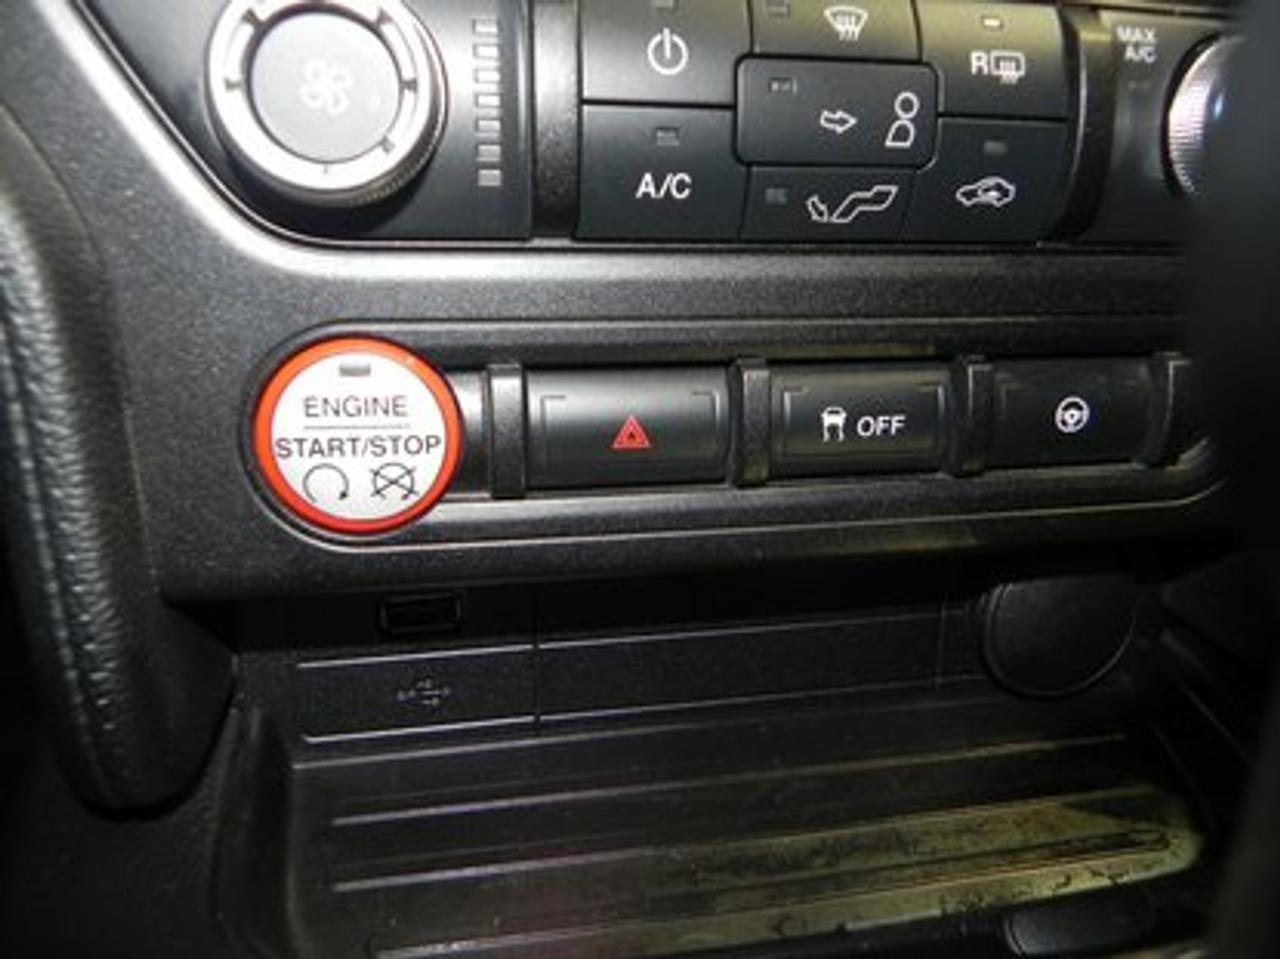 MAX
A/C
R
A/C
ENGINE
START/STOP
OFF